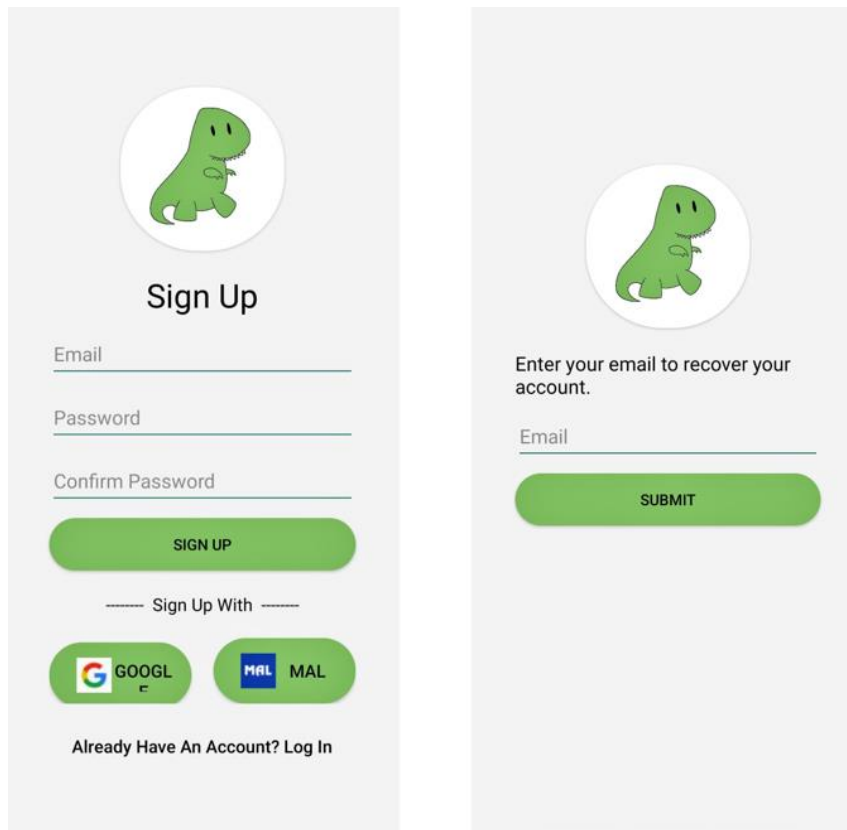 Sign Up
Email
Password
Confirm Password
SIGN UP
-------- Sign Up With --------
GOOGL
E
MAL MAL
Already Have An Account? Log In
Enter your email to recover your
account.
Email
SUBMIT